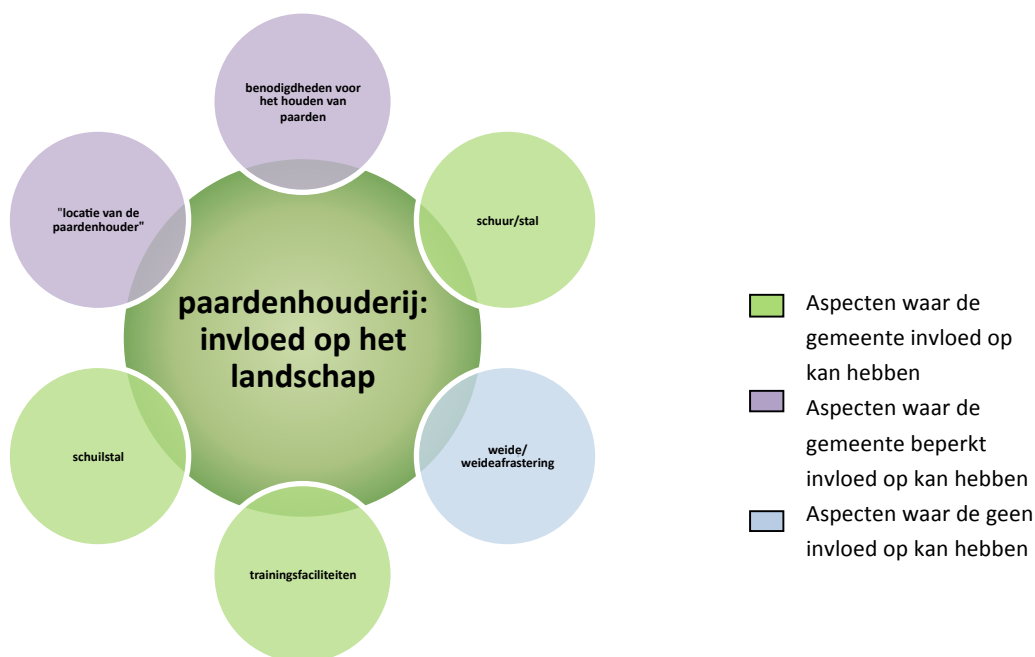 benodigdheden voor
het houden van
paarden
"locatie van de
paardenhouder"
schuur/stal
paardenhouderij:
invloed op het
landschap
schuilstal
weide/
weideafrastering
trainingsfaciliteiten
Aspecten waar de
gemeente invloed op
kan hebben
Aspecten waar de
gemeente beperkt
invloed op kan hebben
Aspecten waar de geen
invloed op kan hebben